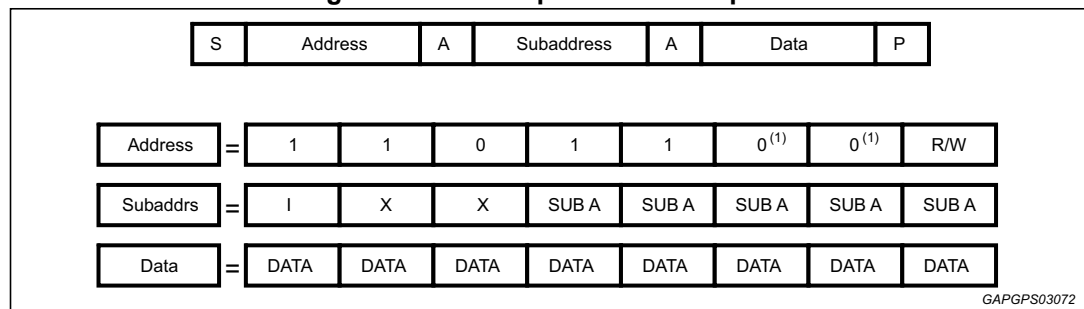 S Address A Subaddress A Data P
Address = 1 1 0 1 1 0(1) 0(1) R/W
Subaddrs = I X X SUB A SUB A SUB A SUB A SUB A
Data = DATA DATA DATA DATA DATA DATA DATA DATA
GAPGPS03072